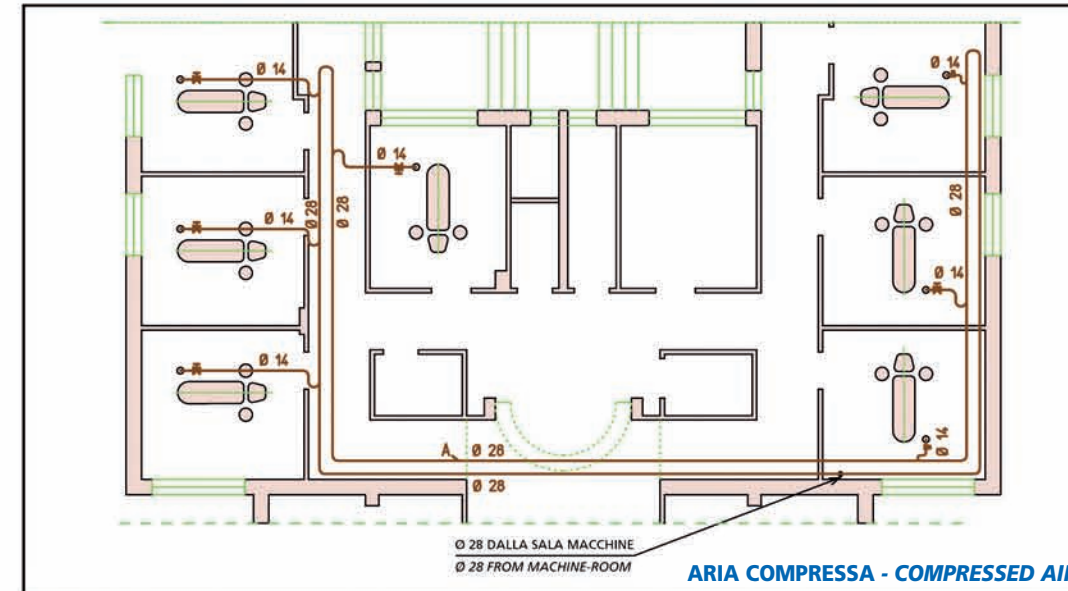 Ø 14
Ø 14
Ø 14
Ø 28
Ø 28
Ø 28
Ø 14
Ø 14
Ø 14
Ø 14
A
Ø 28
Ø 28
Ø 28 DALLA SALA MACCHINE
Ø 28 FROM MACHINE-ROOM
ARIA COMPRESSA - COMPRESSED AI